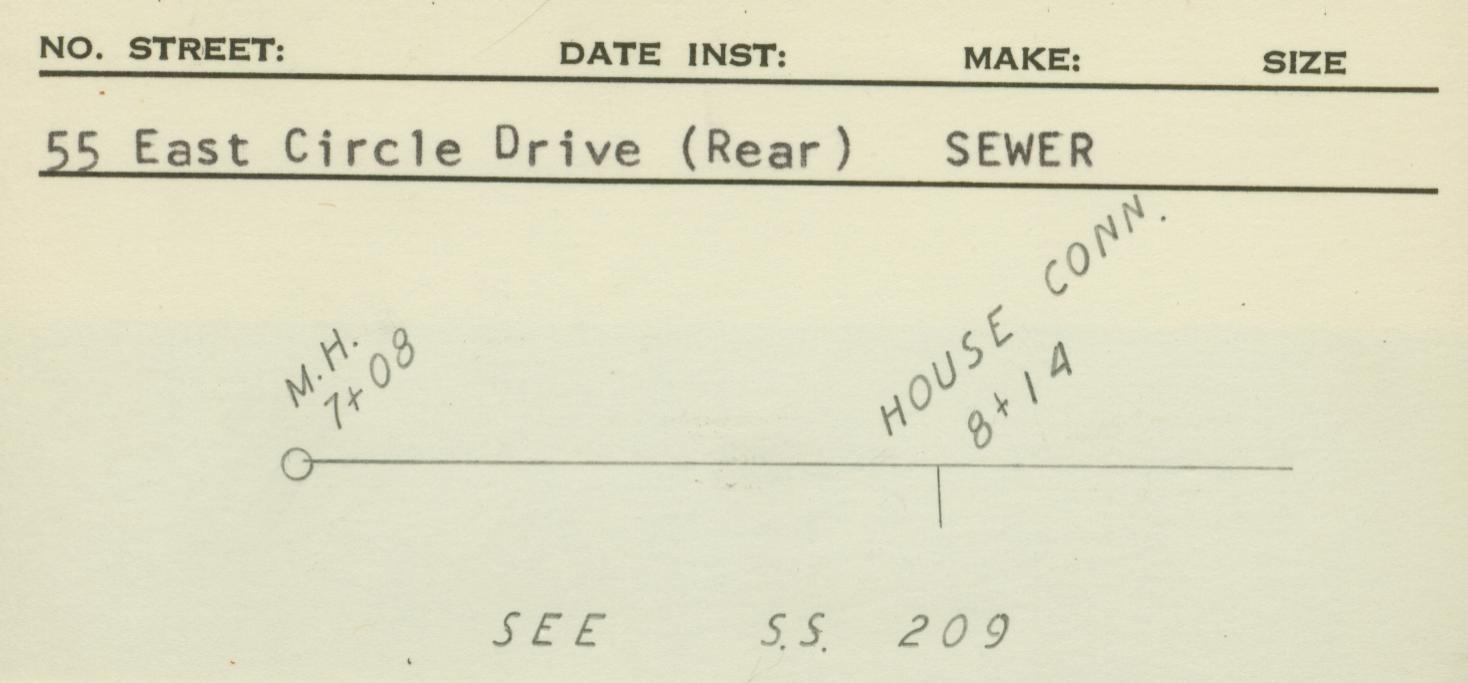 NO. STREET: DATE INST: MAKE: SIZE
55 East Circle Drive (Rear) SEWER
M.H.
7+08
HOUSE CONN.
8+14
SEE S.S. 209